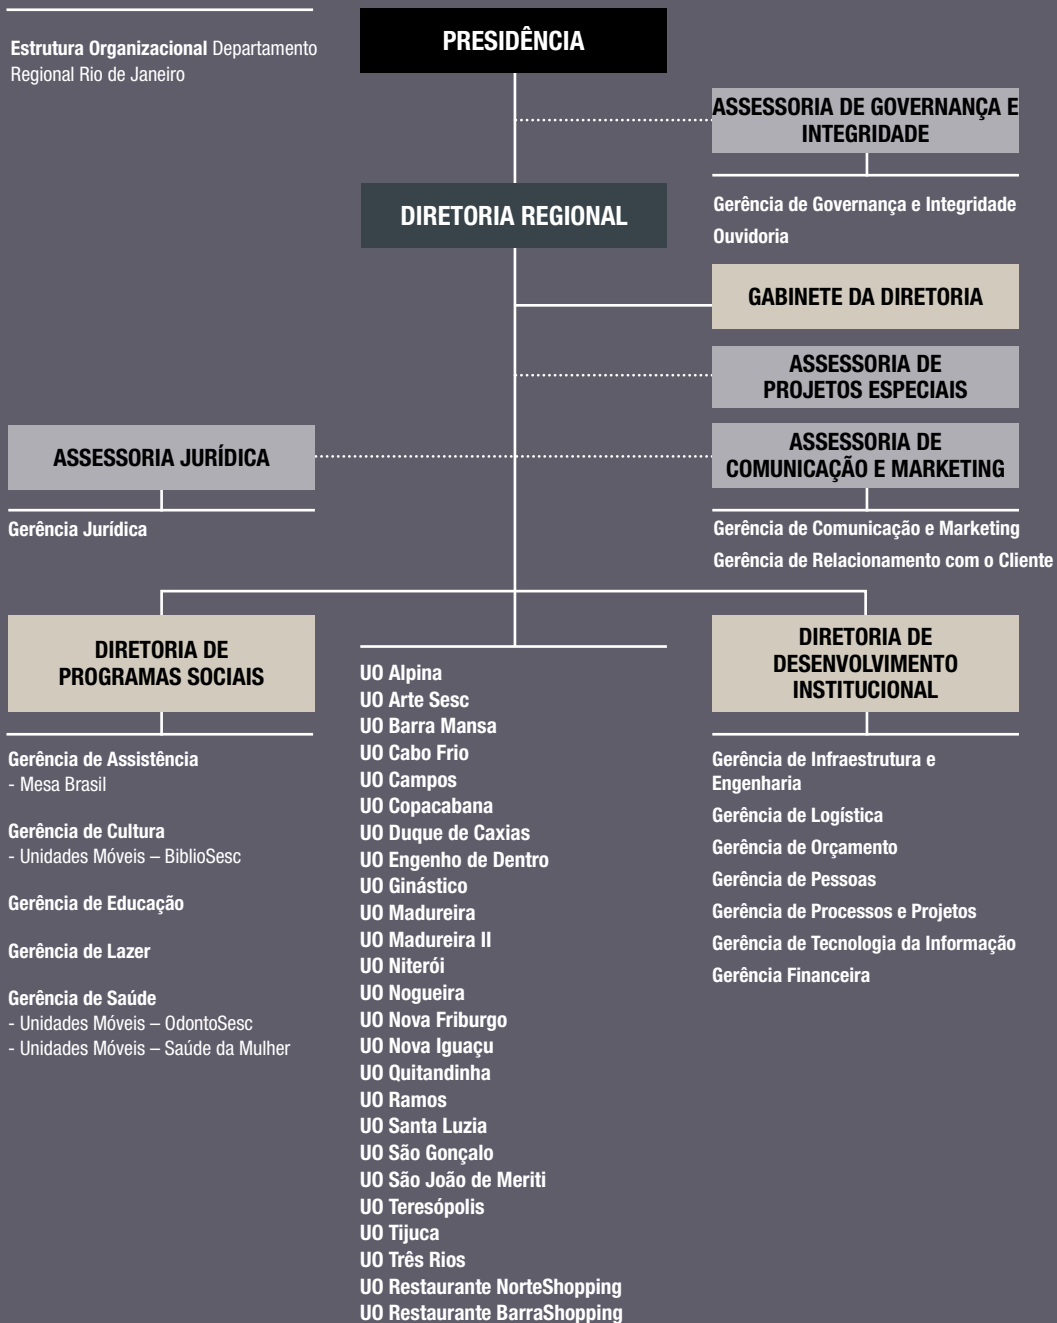 Estrutura Organizacional Departamento
Regional Rio de Janeiro
PRESIDÊNCIA
ASSESSORIA DE GOVERNANÇA E
INTEGRIDADE
Gerência de Governança e Integridade
Ouvidoria
DIRETORIA REGIONAL
GABINETE DA DIRETORIA
ASSESSORIA DE
PROJETOS ESPECIAIS
ASSESSORIA JURÍDICA
Gerência Jurídica
ASSESSORIA DE
COMUNICAÇÃO E MARKETING
Gerência de Comunicação e Marketing
Gerência de Relacionamento com o Cliente
DIRETORIA DE
PROGRAMAS SOCIAIS
Gerência de Assistência
- Mesa Brasil
Gerência de Cultura
- Unidades Móveis – BiblioSesc
Gerência de Educação
Gerência de Lazer
Gerência de Saúde
- Unidades Móveis – OdontoSesc
- Unidades Móveis – Saúde da Mulher
UO Alpina
UO Arte Sesc
UO Barra Mansa
UO Cabo Frio
UO Campos
UO Copacabana
UO Duque de Caxias
UO Engenho de Dentro
UO Ginástico
UO Madureira
UO Madureira II
UO Niterói
UO Nogueira
UO Nova Friburgo
UO Nova Iguaçu
UO Quitandinha
UO Ramos
UO Santa Luzia
UO São Gonçalo
UO São João de Meriti
UO Teresópolis
UO Tijuca
UO Três Rios
UO Restaurante NorteShopping
UO Restaurante BarraShopping
DIRETORIA DE
DESENVOLVIMENTO
INSTITUCIONAL
Gerência de Infraestrutura e
Engenharia
Gerência de Logística
Gerência de Orçamento
Gerência de Pessoas
Gerência de Processos e Projetos
Gerência de Tecnologia da Informação
Gerência Financeira